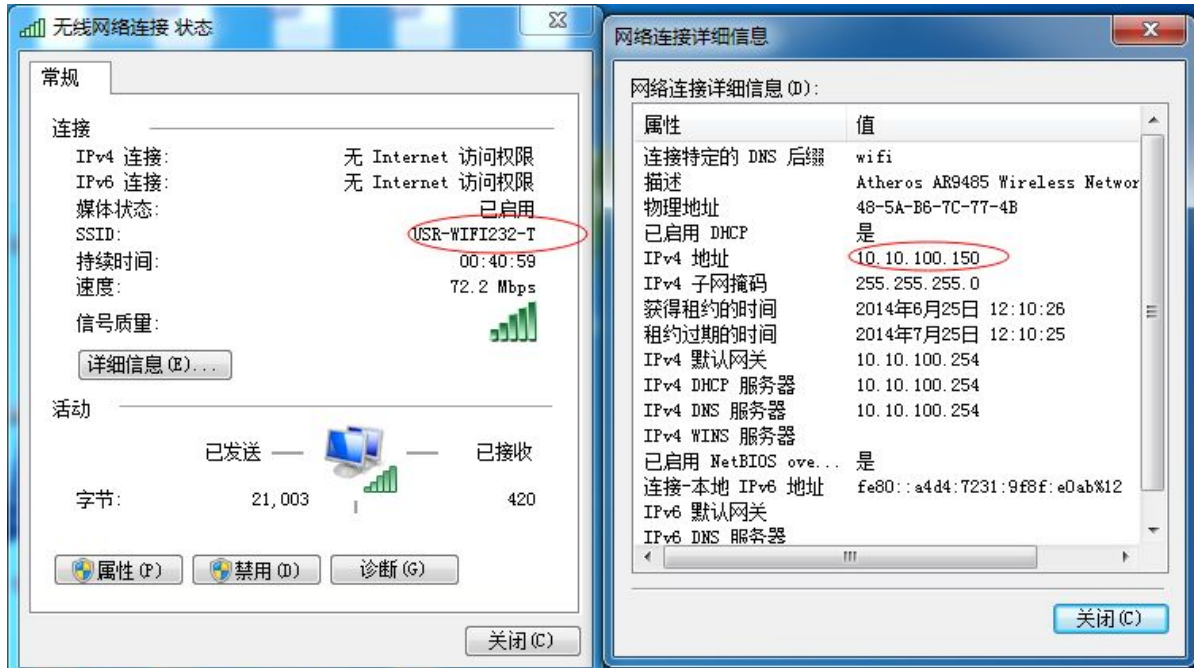 无线网络连接 状态
常规
连接
IPv4 连接: 无 Internet 访问权限
IPv6 连接: 无 Internet 访问权限
媒体状态: 已启用
SSID: USR-WIFI232-T
持续时间: 00:40:59
速度: 72.2 Mbps
信号质量:
详细信息(E)...
活动
已发送 — — 已接收
字节: 21,003 420
属性(P) 禁用(D) 诊断(G)
关闭(C)
网络连接详细信息
网络连接详细信息(D):
属性 值
连接特定的 DNS 后缀 wifi
描述 Atheros AR9485 Wireless Networ
物理地址 48-5A-B6-7C-77-4B
已启用 DHCP 是
IPv4 地址 10.10.100.150
IPv4 子网掩码 255.255.255.0
获得租约的时间 2014年6月25日 12:10:26
租约过期的时间 2014年7月25日 12:10:25
IPv4 默认网关 10.10.100.254
IPv4 DHCP 服务器 10.10.100.254
IPv4 DNS 服务器 10.10.100.254
IPv4 WINS 服务器
已启用 NetBIOS ove... 是
连接-本地 IPv6 地址 fe80::a4d4:7231:9f8f:e0ab%12
IPv6 默认网关
IPv6 DNS 服务器
关闭(C)